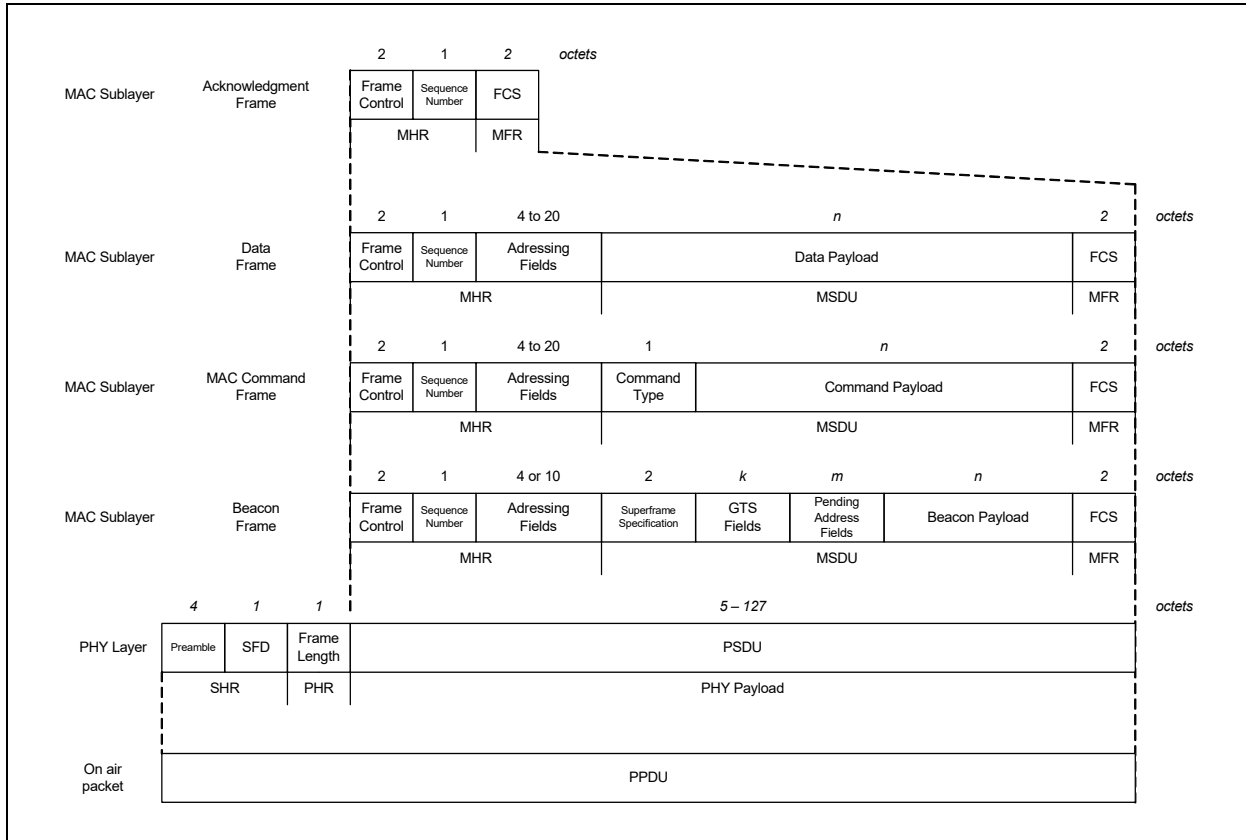 2 1 2 octets
MAC Sublayer Acknowledgment Frame Frame Control Sequence Number FCS
MHR MFR
2 1 4 to 20 n 2 octets
MAC Sublayer Data Frame Frame Control Sequence Number Adressing Fields Data Payload FCS
MHR MSDU MFR
2 1 4 to 20 1 n 2 octets
MAC Sublayer MAC Command Frame Frame Control Sequence Number Adressing Fields Command Type Command Payload FCS
MHR MSDU MFR
2 1 4 or 10 2 k m n 2 octets
MAC Sublayer Beacon Frame Frame Control Sequence Number Adressing Fields Superframe Specification GTS Fields Pending Address Fields Beacon Payload FCS
MHR MSDU MFR
4 1 1 5 – 127 octets
PHY Layer Preamble SFD Frame Length PSDU
SHR PHR PHY Payload
On air packet PPDU